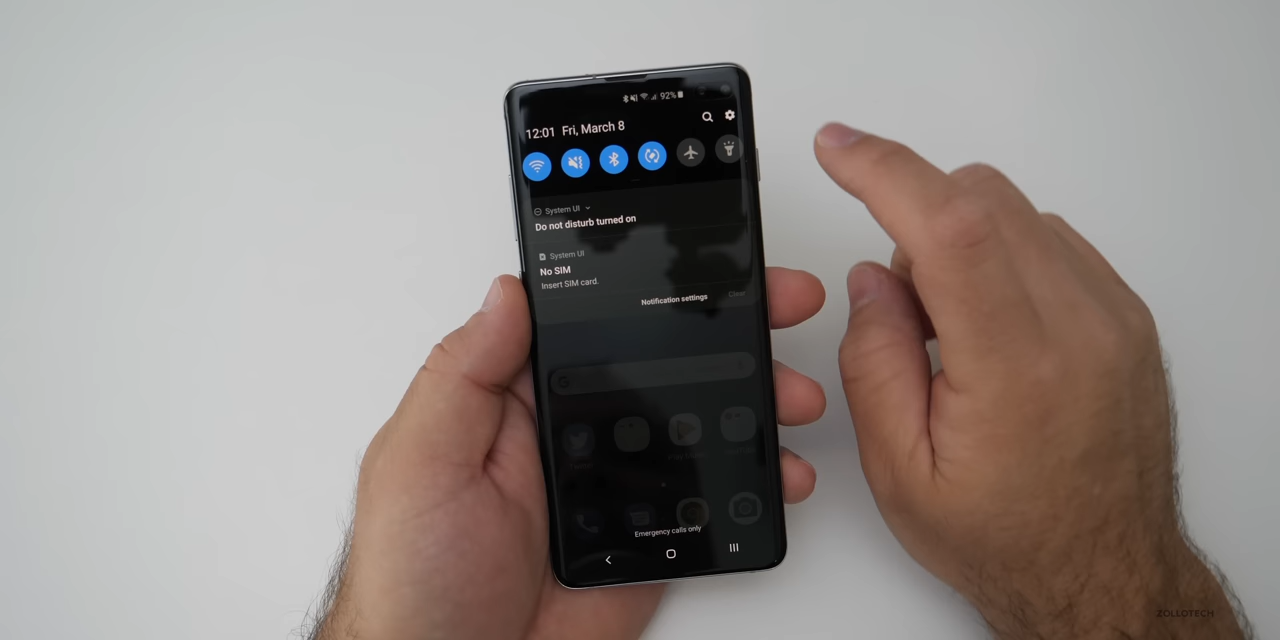 92%
12:01 Fri, March 8
System UI
Do not disturb turned on
System UI
No SIM
Insert SIM card.
Notification settings Clear
G
Emergency calls only
ZOLLOTECH